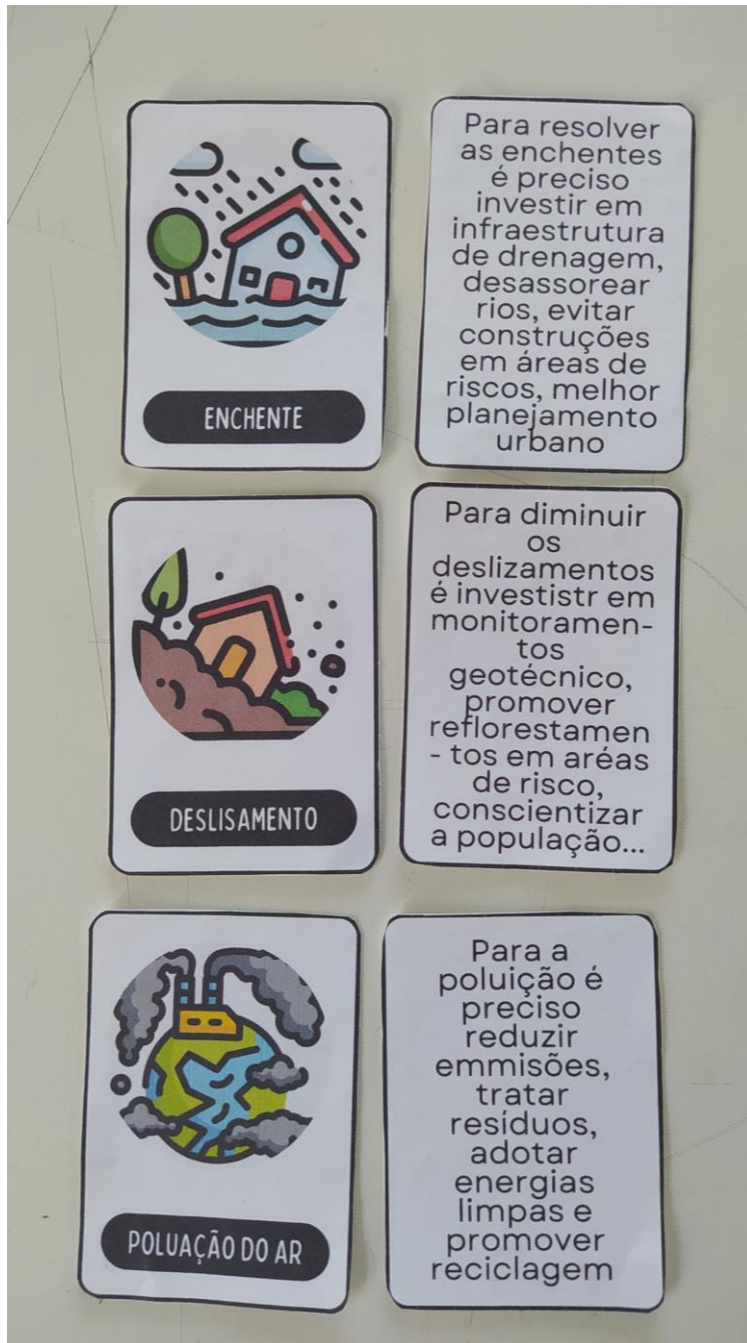 ENCHENTE
Para resolver
as enchentes
é preciso
investir em
infraestrutura
de drenagem,
desassorear
rios, evitar
construções
em áreas de
riscos, melhor
planejamento
urbano
DESLISAMENTO
Para diminuir
os
deslizamentos
é investistr em
monitoramen-
tos
geotécnico,
promover
reflorestamen
- tos em aréas
de risco,
conscientizar
a população...
POLUAÇÃO DO AR
Para a
poluição é
preciso
reduzir
emmisões,
tratar
resíduos,
adotar
energias
limpas e
promover
reciclagem